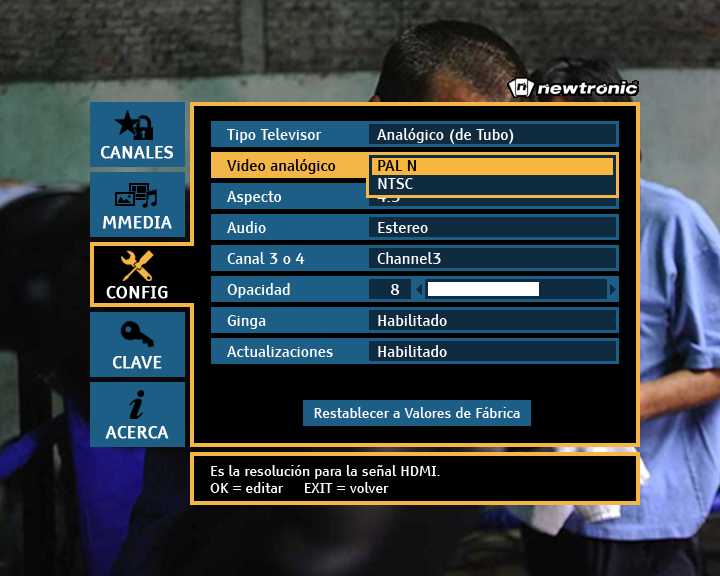 newtronic
CANALES
MMEDIA
CONFIG
CLAVE
ACERCA
Tipo Televisor Analógico (de Tubo)
Video analógico PAL N
NTSC
Aspecto
Audio Estereo
Canal 3 o 4 Channel3
Opacidad 8
Ginga Habilitado
Actualizaciones Habilitado
Restablecer a Valores de Fábrica
Es la resolución para la señal HDMI.
OK = editar EXIT = volver